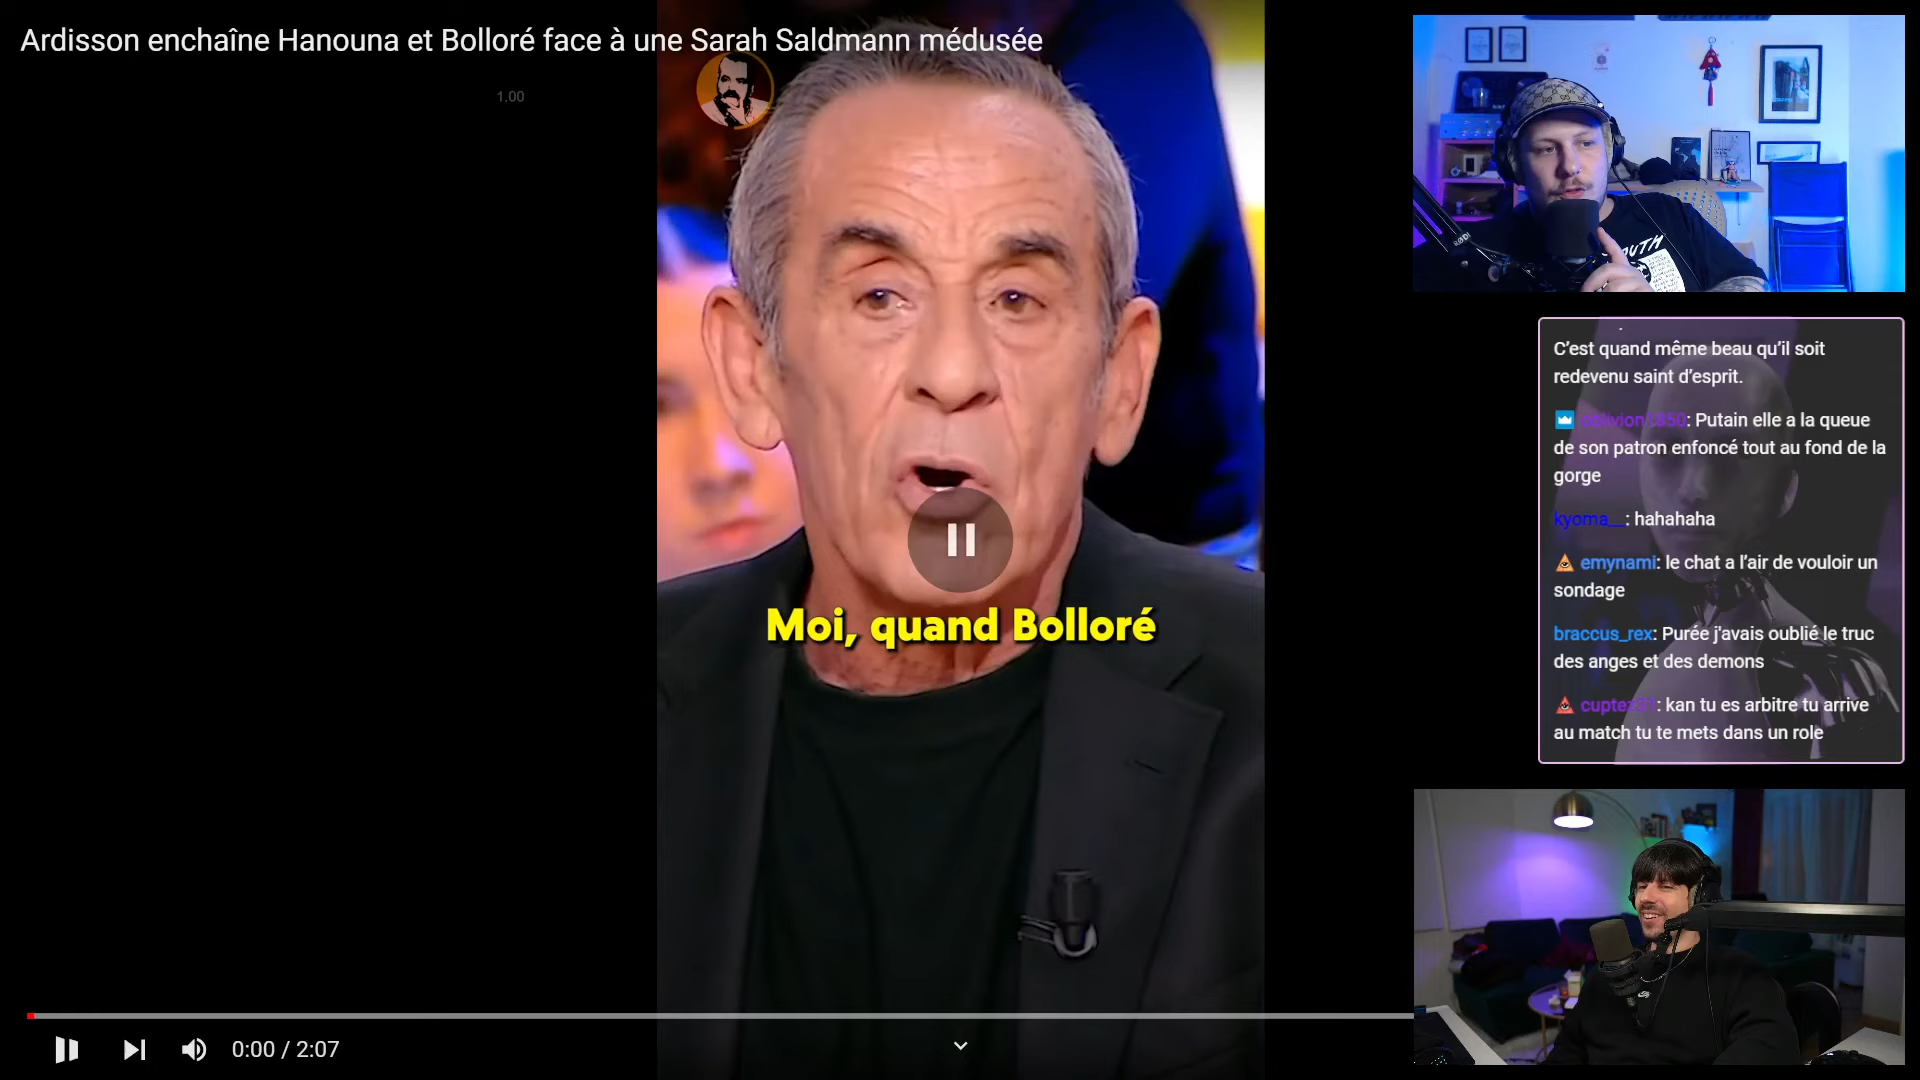 Ardisson enchaîne Hanouna et Bolloré face à une Sarah Saldmann médusée
1.00
Moi, quand Bolloré
C'est quand même beau qu'il soit
redevenu saint d'esprit.
oblivion1850: Putain elle a la queue
de son patron enfoncé tout au fond de la
gorge
kyoma__: hahahaha
emynami: le chat a l'air de vouloir un
sondage
braccus_rex: Purée j'avais oublié le truc
des anges et des demons
: kan tu es arbitre tu arrive
au match tu te mets dans un role
0:00 / 2:07